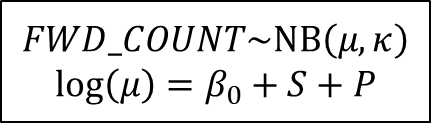 FWD_COUNT~NB(μ, κ)
log(μ) = β₀ + S + P